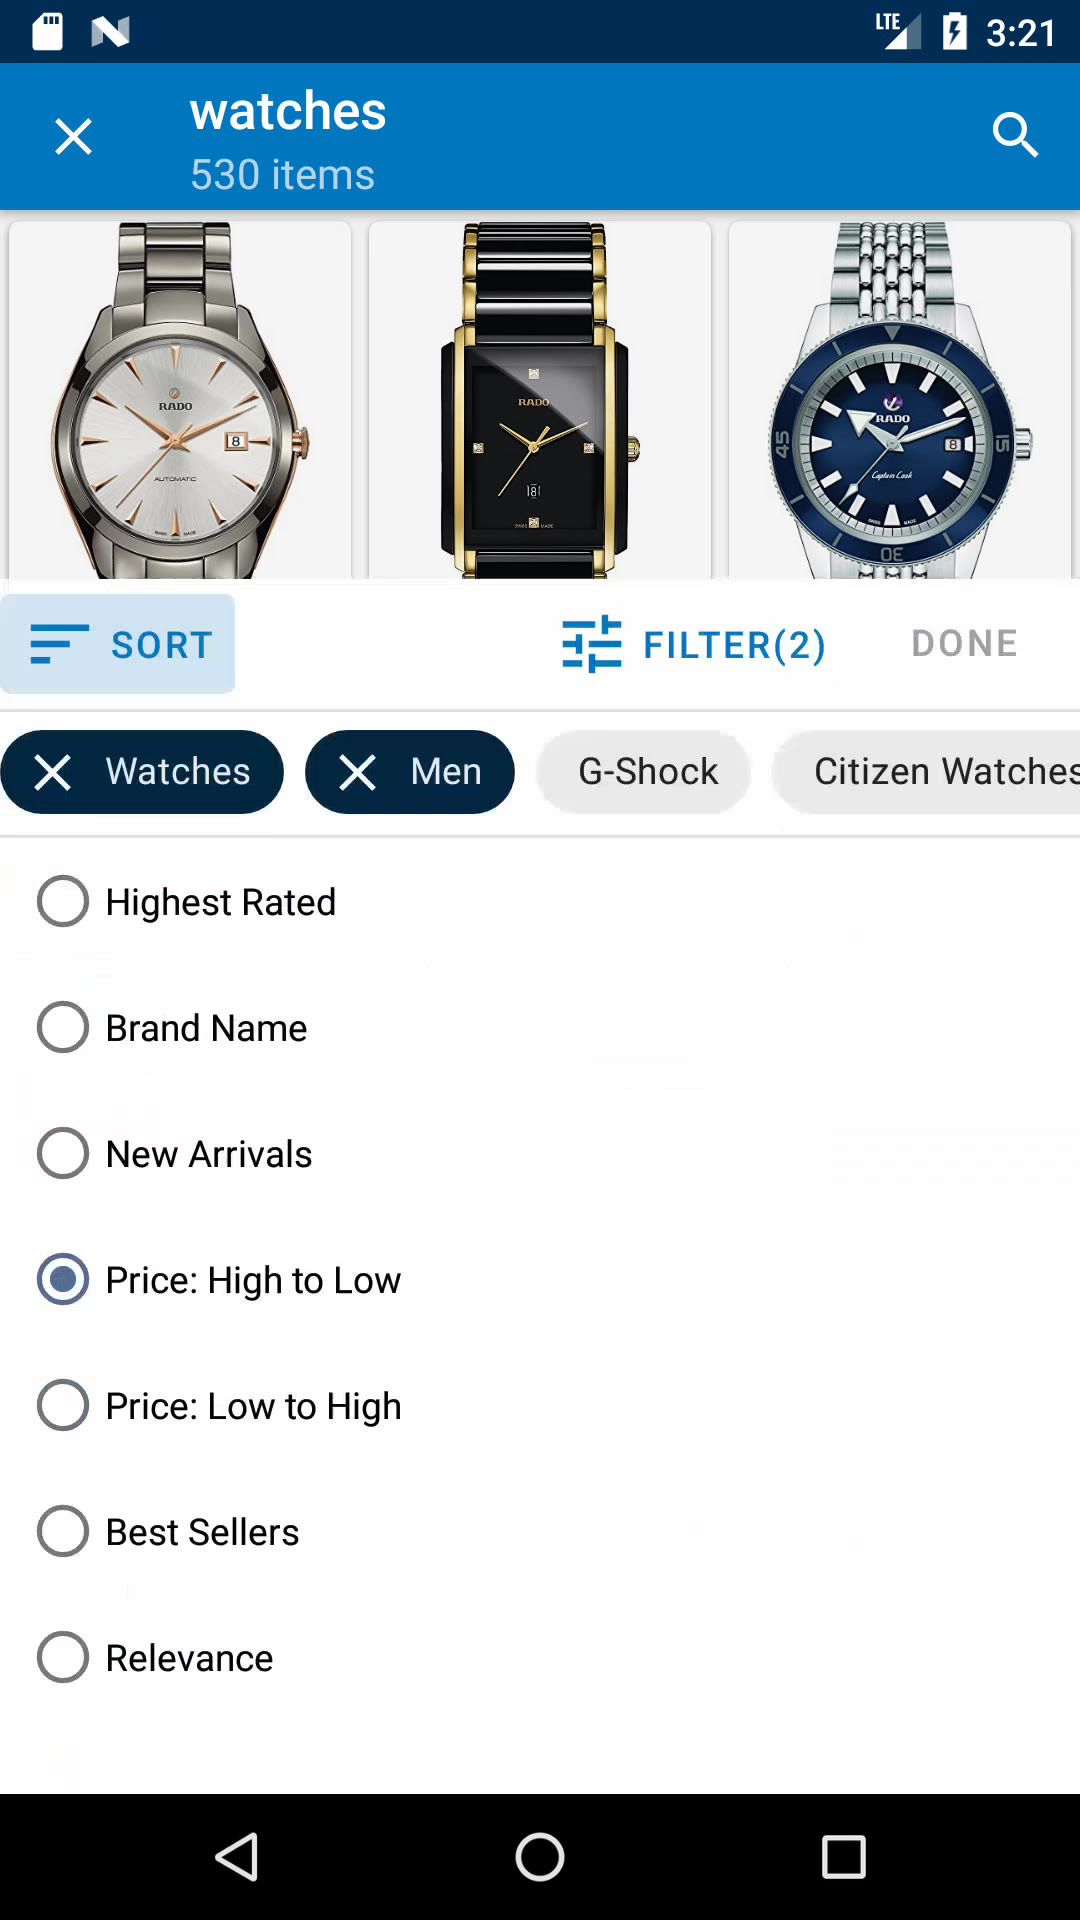 LTE 3:21
watches
530 items
RADO
8
AUTOMATIC
RADO
18
RADO
8
Captain Cook
45
15
30
SORT
FILTER(2)
DONE
Watches
Men
G-Shock
Citizen Watches
Highest Rated
Brand Name
New Arrivals
Price: High to Low
Price: Low to High
Best Sellers
Relevance